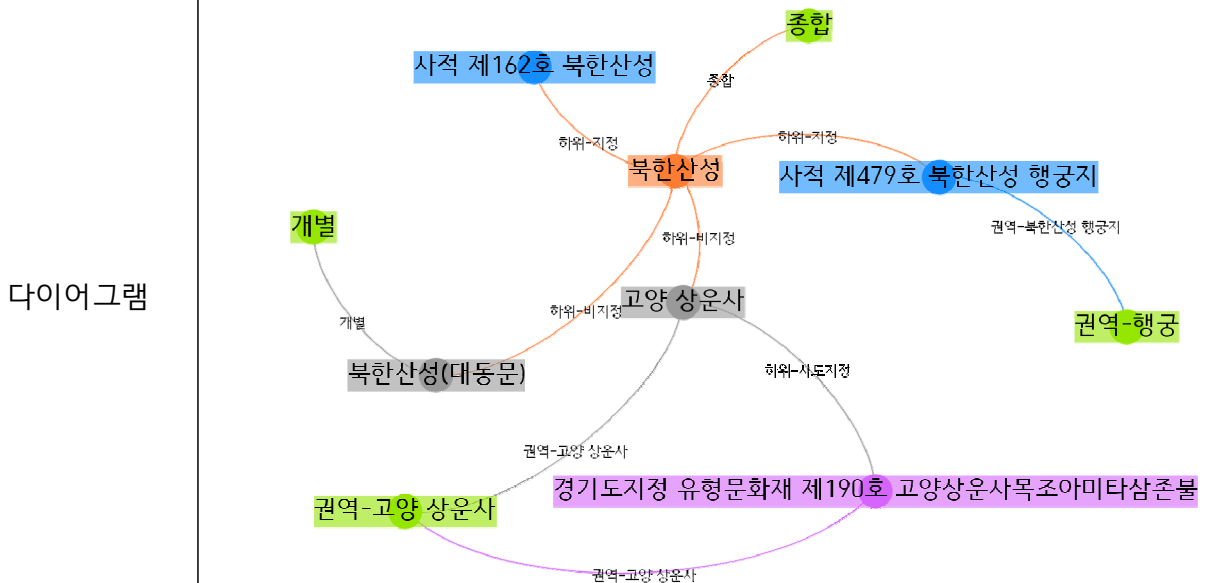 종합
사적 제162호 북한산성
종합
하위-지정
하위-지정
북한산성
사적 제479호 북한산성 행궁지
개별
권역-북한산성 행궁지
하위-비지정
다이어그램
고양 상운사
하위-비지정
개별
권역-행궁
북한산성(대동문)
하위-시도지정
권역-고양 상운사
경기도지정 유형문화재 제190호 고양상운사목조아미타삼존불
권역-고양 상운사
권역-고양 상운사